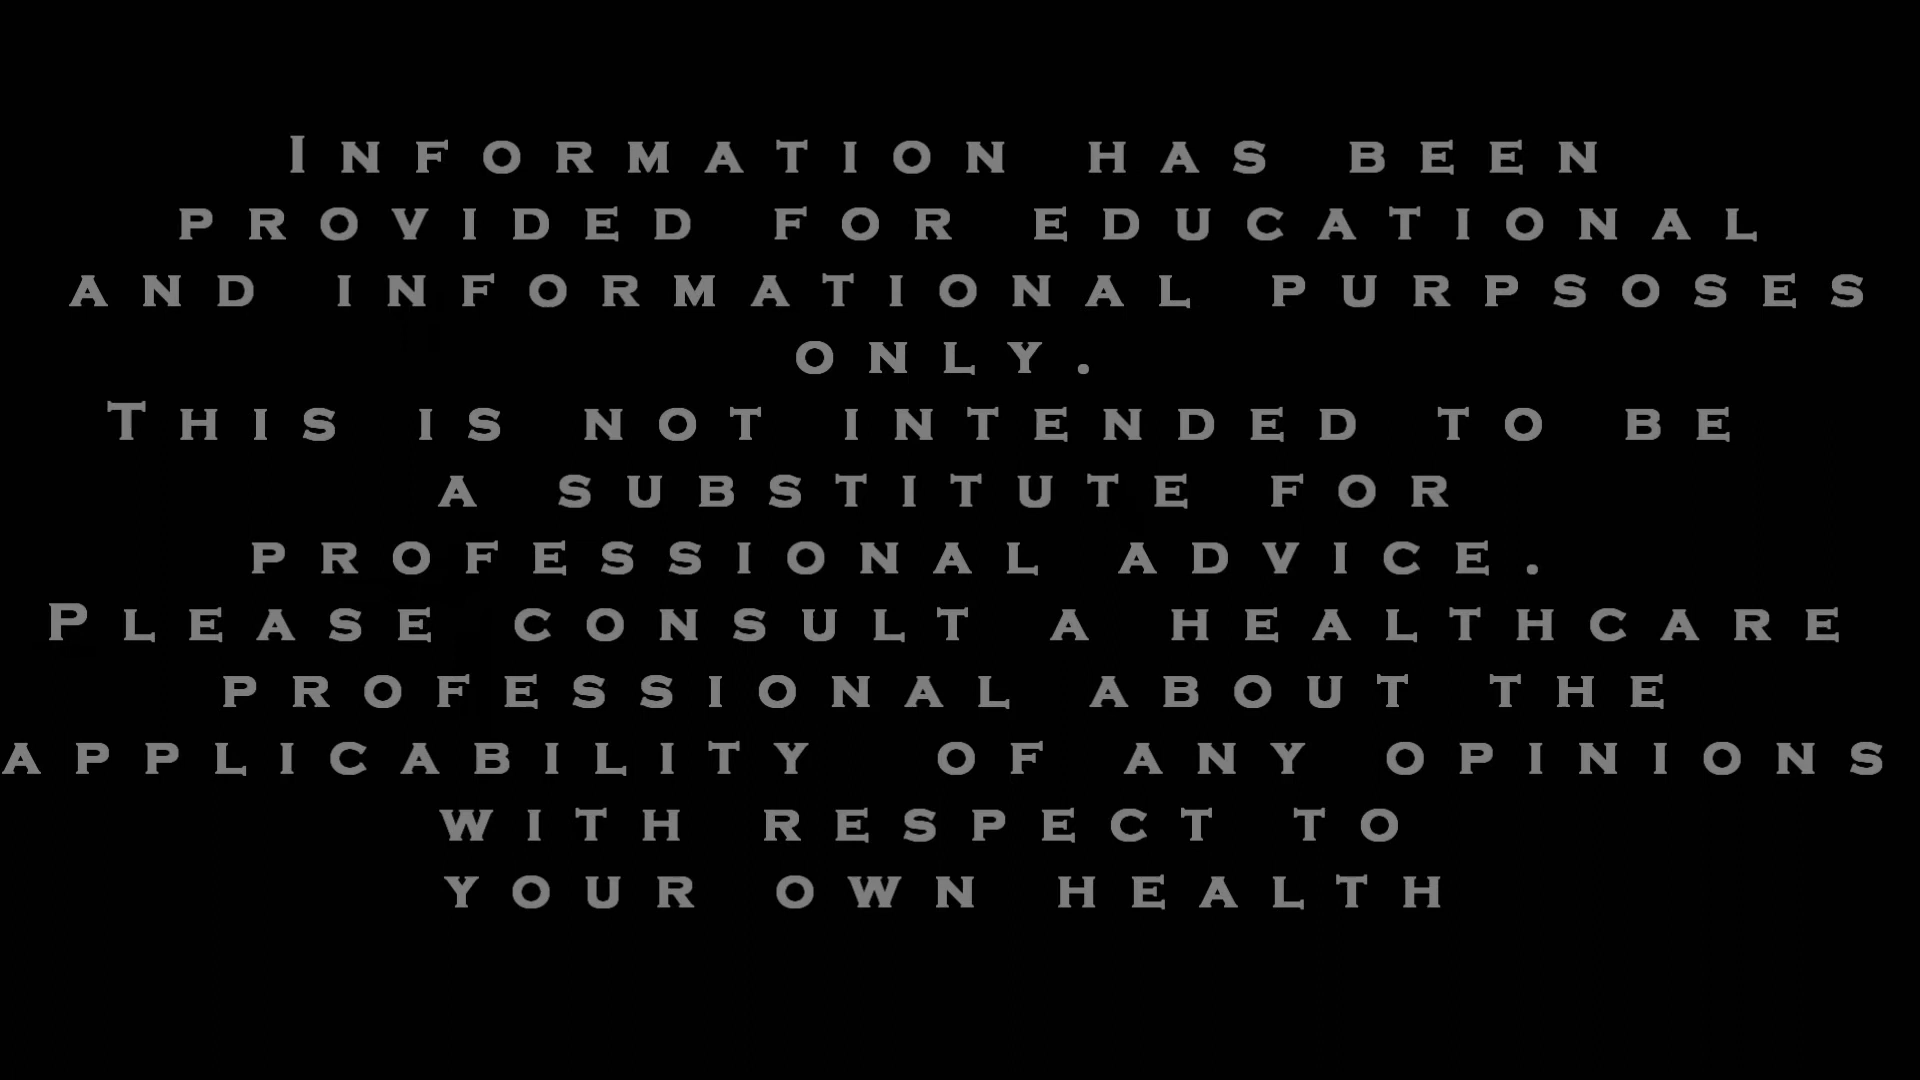 Information has been
provided for educational
and informational purpsoses
only.
This is not intended to be
a substitute for
professional advice.
Please consult a healthcare
professional about the
applicability of any opinions
with respect to
your own health